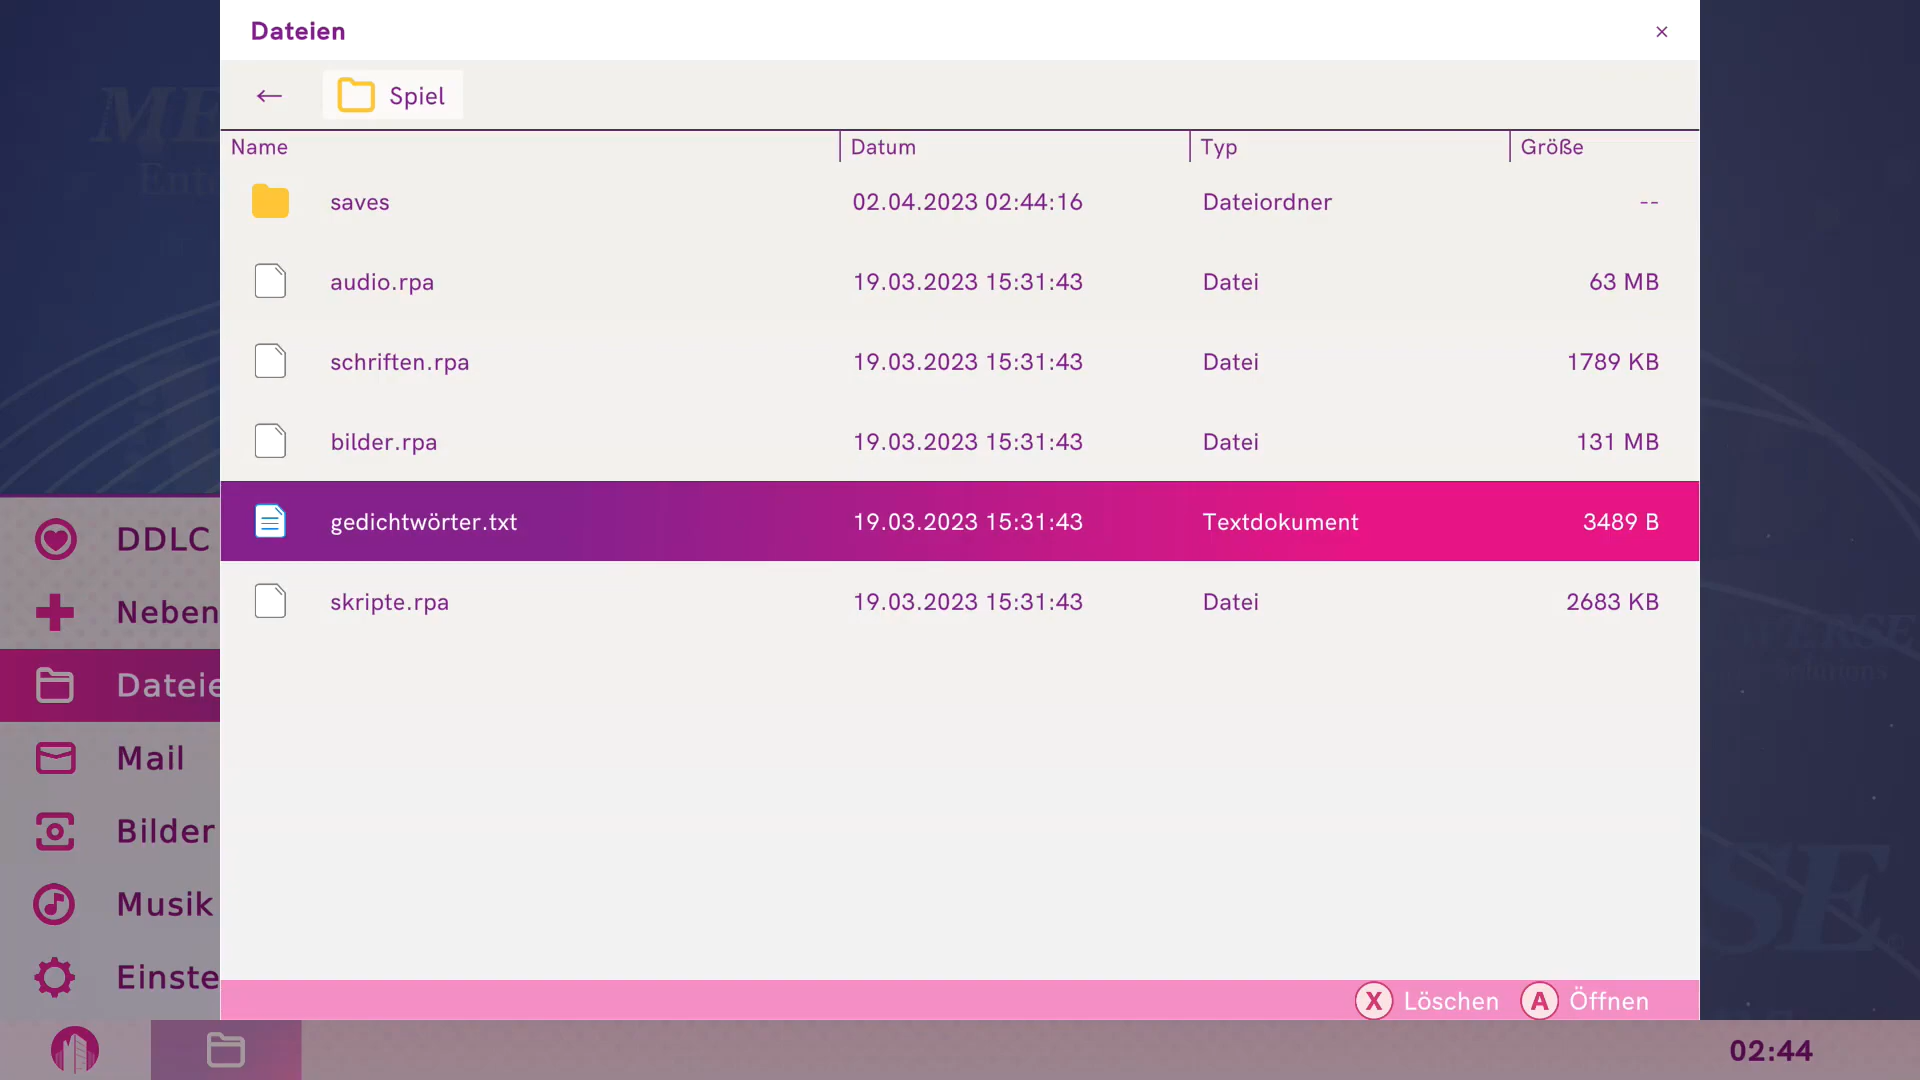 Dateien
×
← Spiel
Name Datum Typ Größe
saves 02.04.2023 02:44:16 Dateiordner --
audio.rpa 19.03.2023 15:31:43 Datei 63 MB
schriften.rpa 19.03.2023 15:31:43 Datei 1789 KB
bilder.rpa 19.03.2023 15:31:43 Datei 131 MB
gedichtwörter.txt 19.03.2023 15:31:43 Textdokument 3489 B
skripte.rpa 19.03.2023 15:31:43 Datei 2683 KB
DDLC
Neben
Dateie
Mail
Bilder
Musik
Einste
X Löschen A Öffnen
02:44